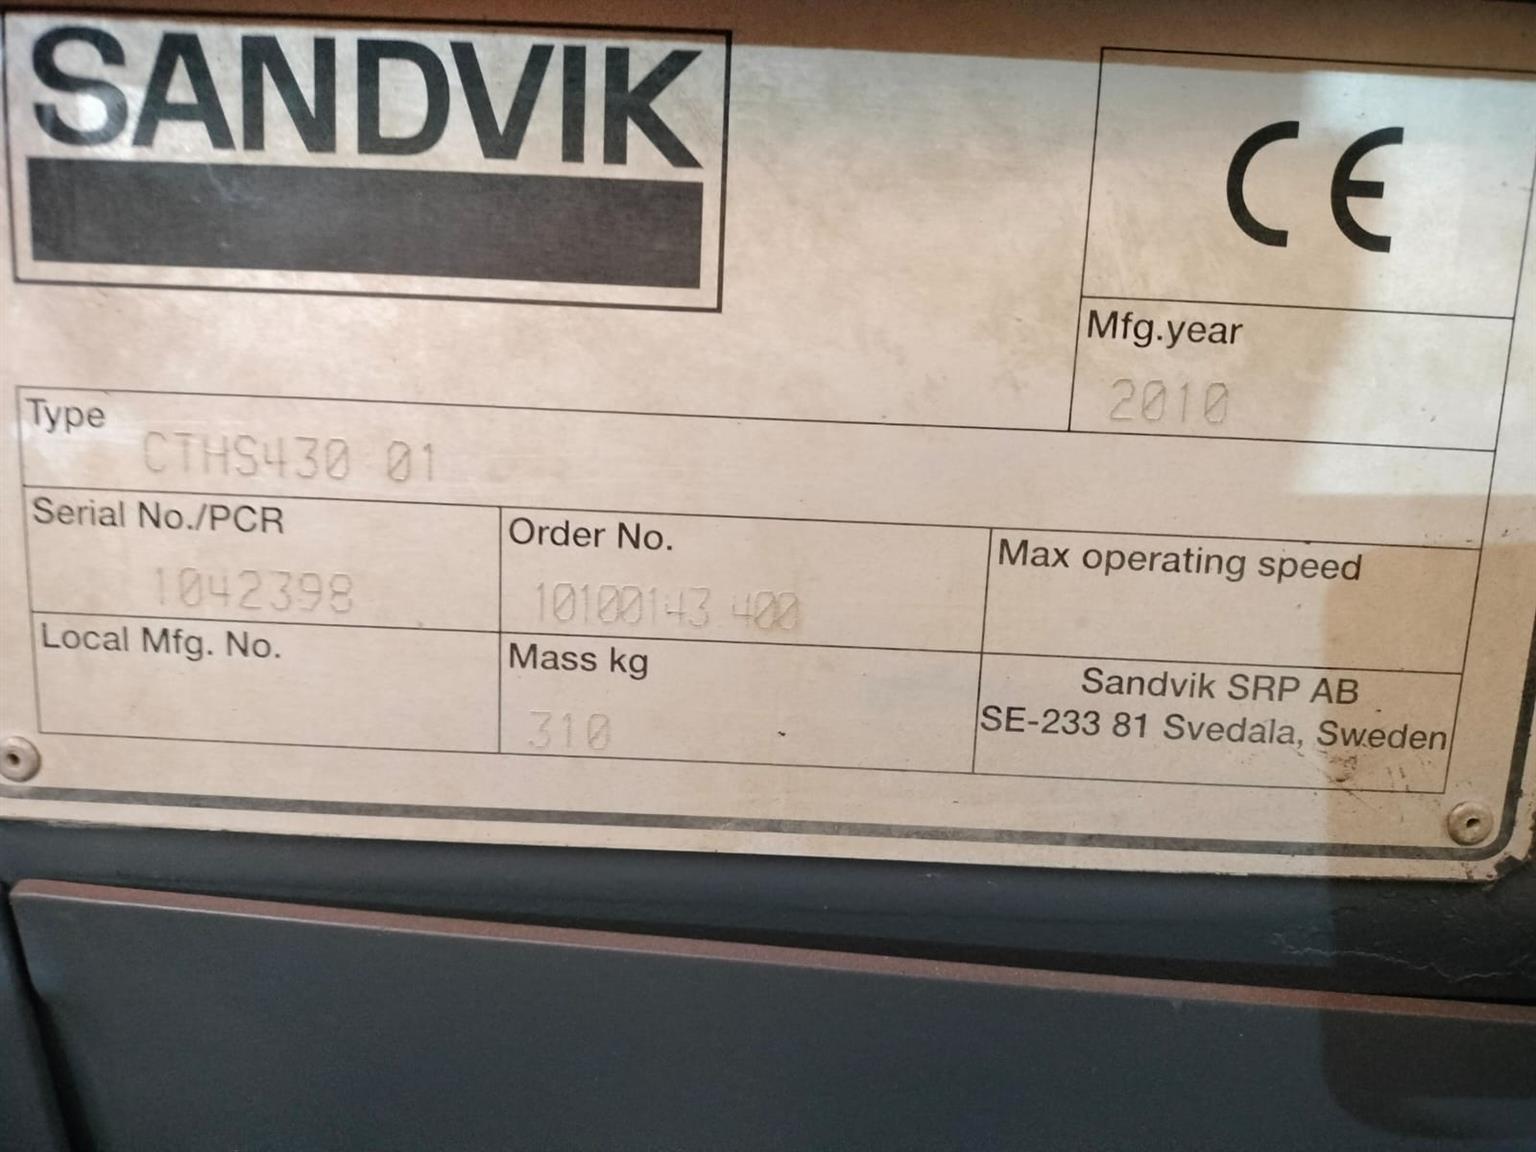 SANDVIK
CE
Mfg.year
2010
Type
CTHS430 01
Serial No./PCR
1042398
Order No.
10100143 400
Max operating speed
Local Mfg. No.
Mass kg
310
Sandvik SRP AB
SE-233 81 Svedala, Sweden